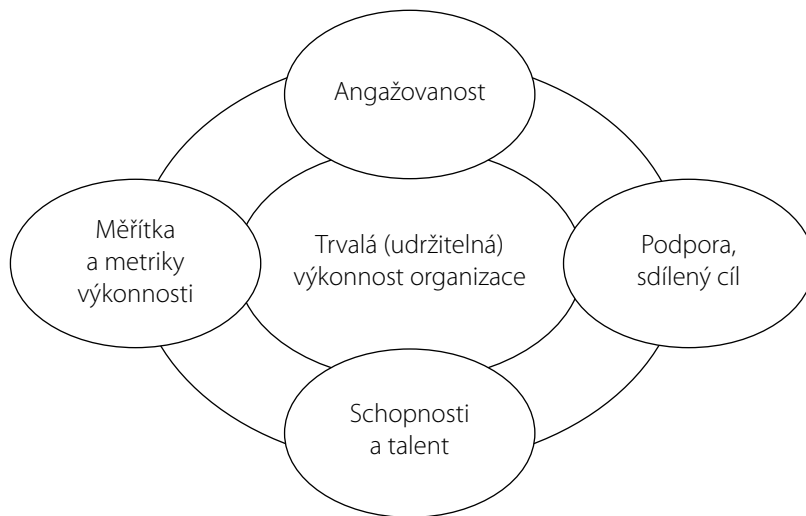 Angažovanost
Měřítka
a metriky
výkonnosti
Trvalá (udržitelná)
výkonnost organizace
Podpora,
sdílený cíl
Schopnosti
a talent